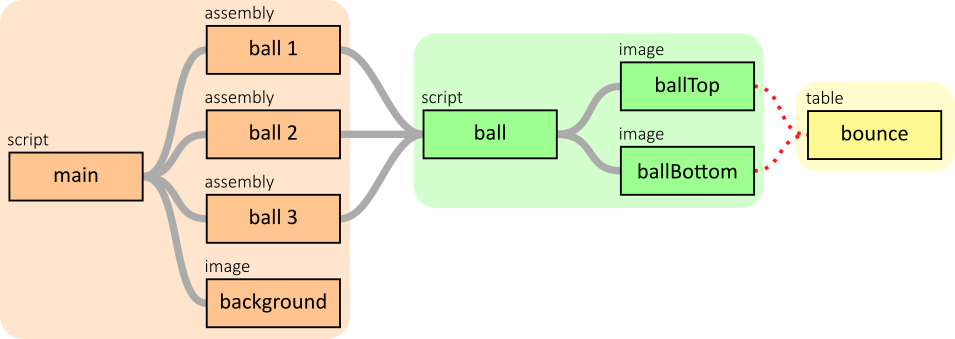 script
main
assembly
ball 1
assembly
ball 2
assembly
ball 3
image
background
script
ball
image
ballTop
image
ballBottom
table
bounce